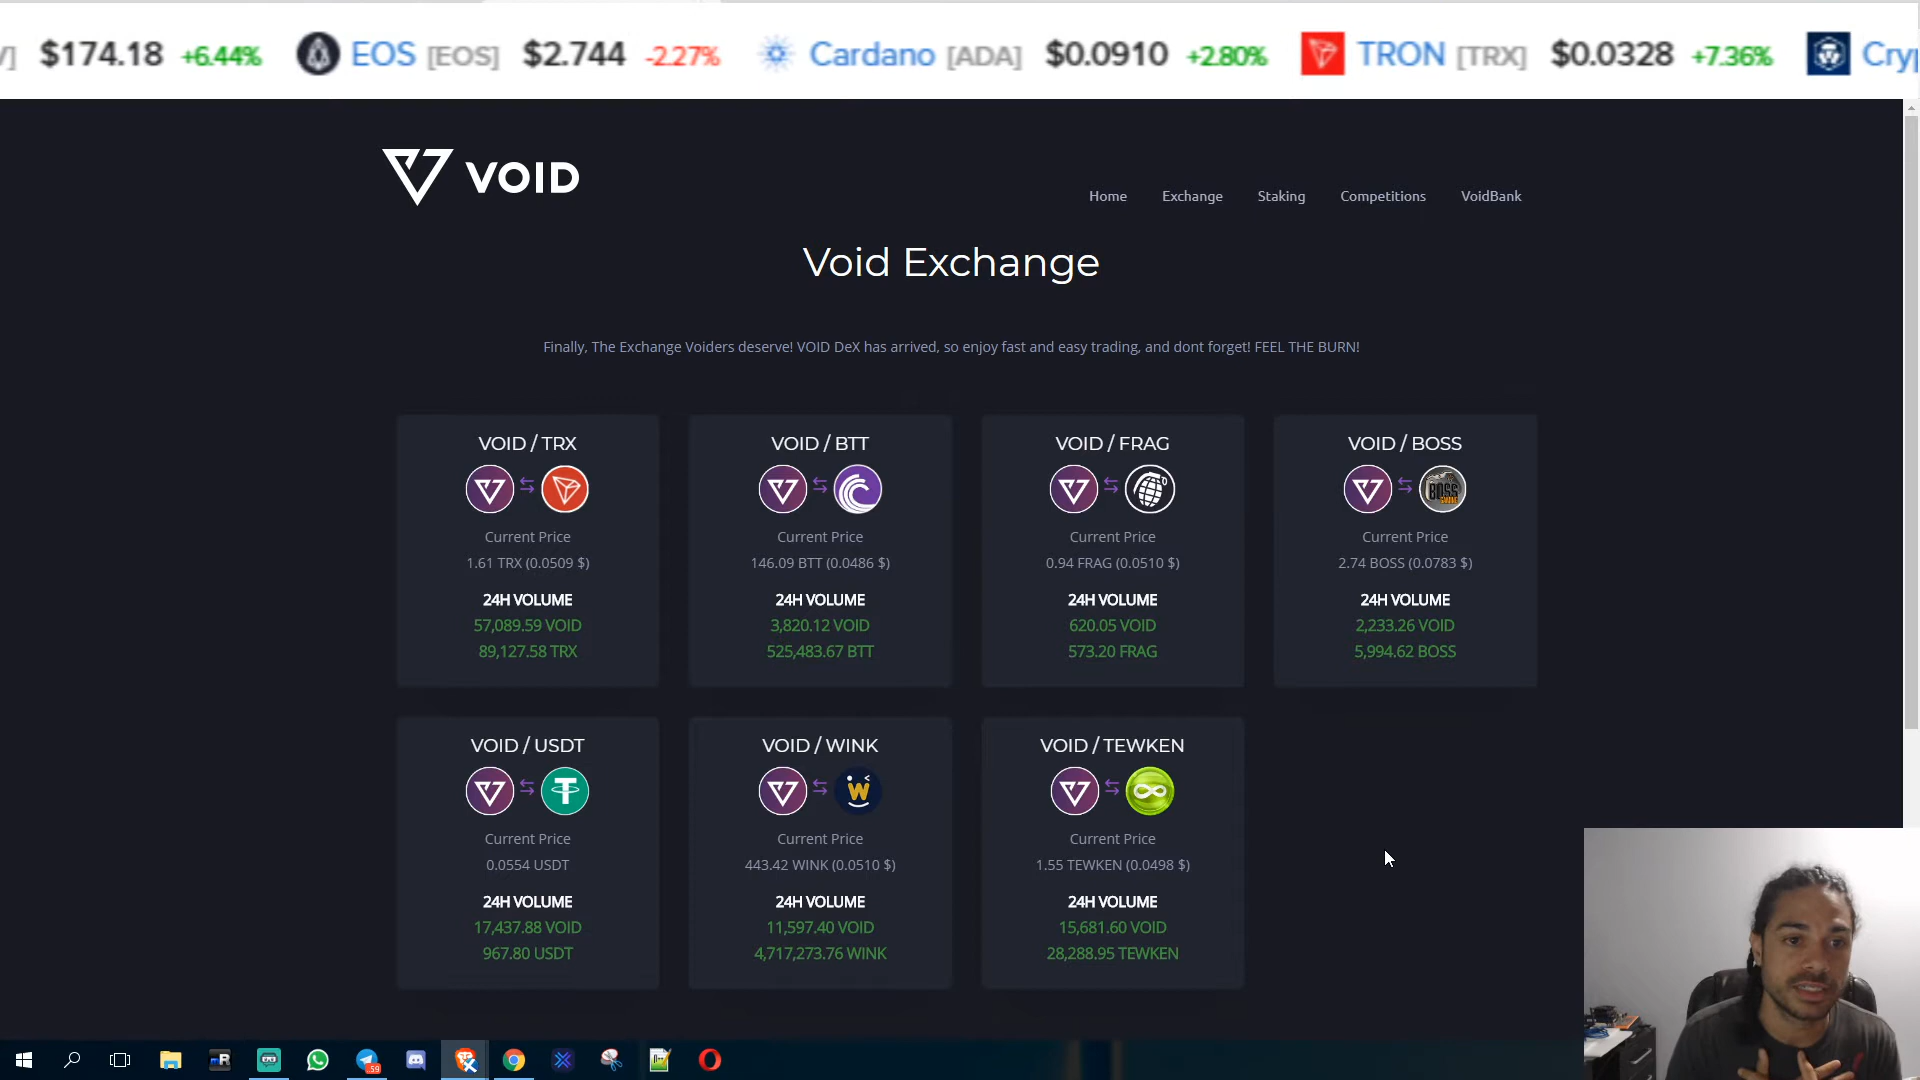 ] $174.18 +6.44% EOS [EOS] $2.744 -2.27% Cardano [ADA] $0.0910 +2.80% TRON [TRX] $0.0328 +7.36% Cryp
VOID
Home Exchange Staking Competitions VoidBank
Void Exchange
Finally, The Exchange Voiders deserve! VOID DeX has arrived, so enjoy fast and easy trading, and dont forget! FEEL THE BURN!
VOID / TRX
Current Price
1.61 TRX (0.0509 $)
24H VOLUME
57,089.59 VOID
89,127.58 TRX
VOID / BTT
Current Price
146.09 BTT (0.0486 $)
24H VOLUME
3,820.12 VOID
525,483.67 BTT
VOID / FRAG
Current Price
0.94 FRAG (0.0510 $)
24H VOLUME
620.05 VOID
573.20 FRAG
VOID / BOSS
BOSS
Current Price
2.74 BOSS (0.0783 $)
24H VOLUME
2,233.26 VOID
5,994.62 BOSS
VOID / USDT
Current Price
0.0554 USDT
24H VOLUME
17,437.88 VOID
967.80 USDT
VOID / WINK
W
Current Price
443.42 WINK (0.0510 $)
24H VOLUME
11,597.40 VOID
4,717,273.76 WINK
VOID / TEWKEN
Current Price
1.55 TEWKEN (0.0498 $)
24H VOLUME
15,681.60 VOID
28,288.95 TEWKEN
59